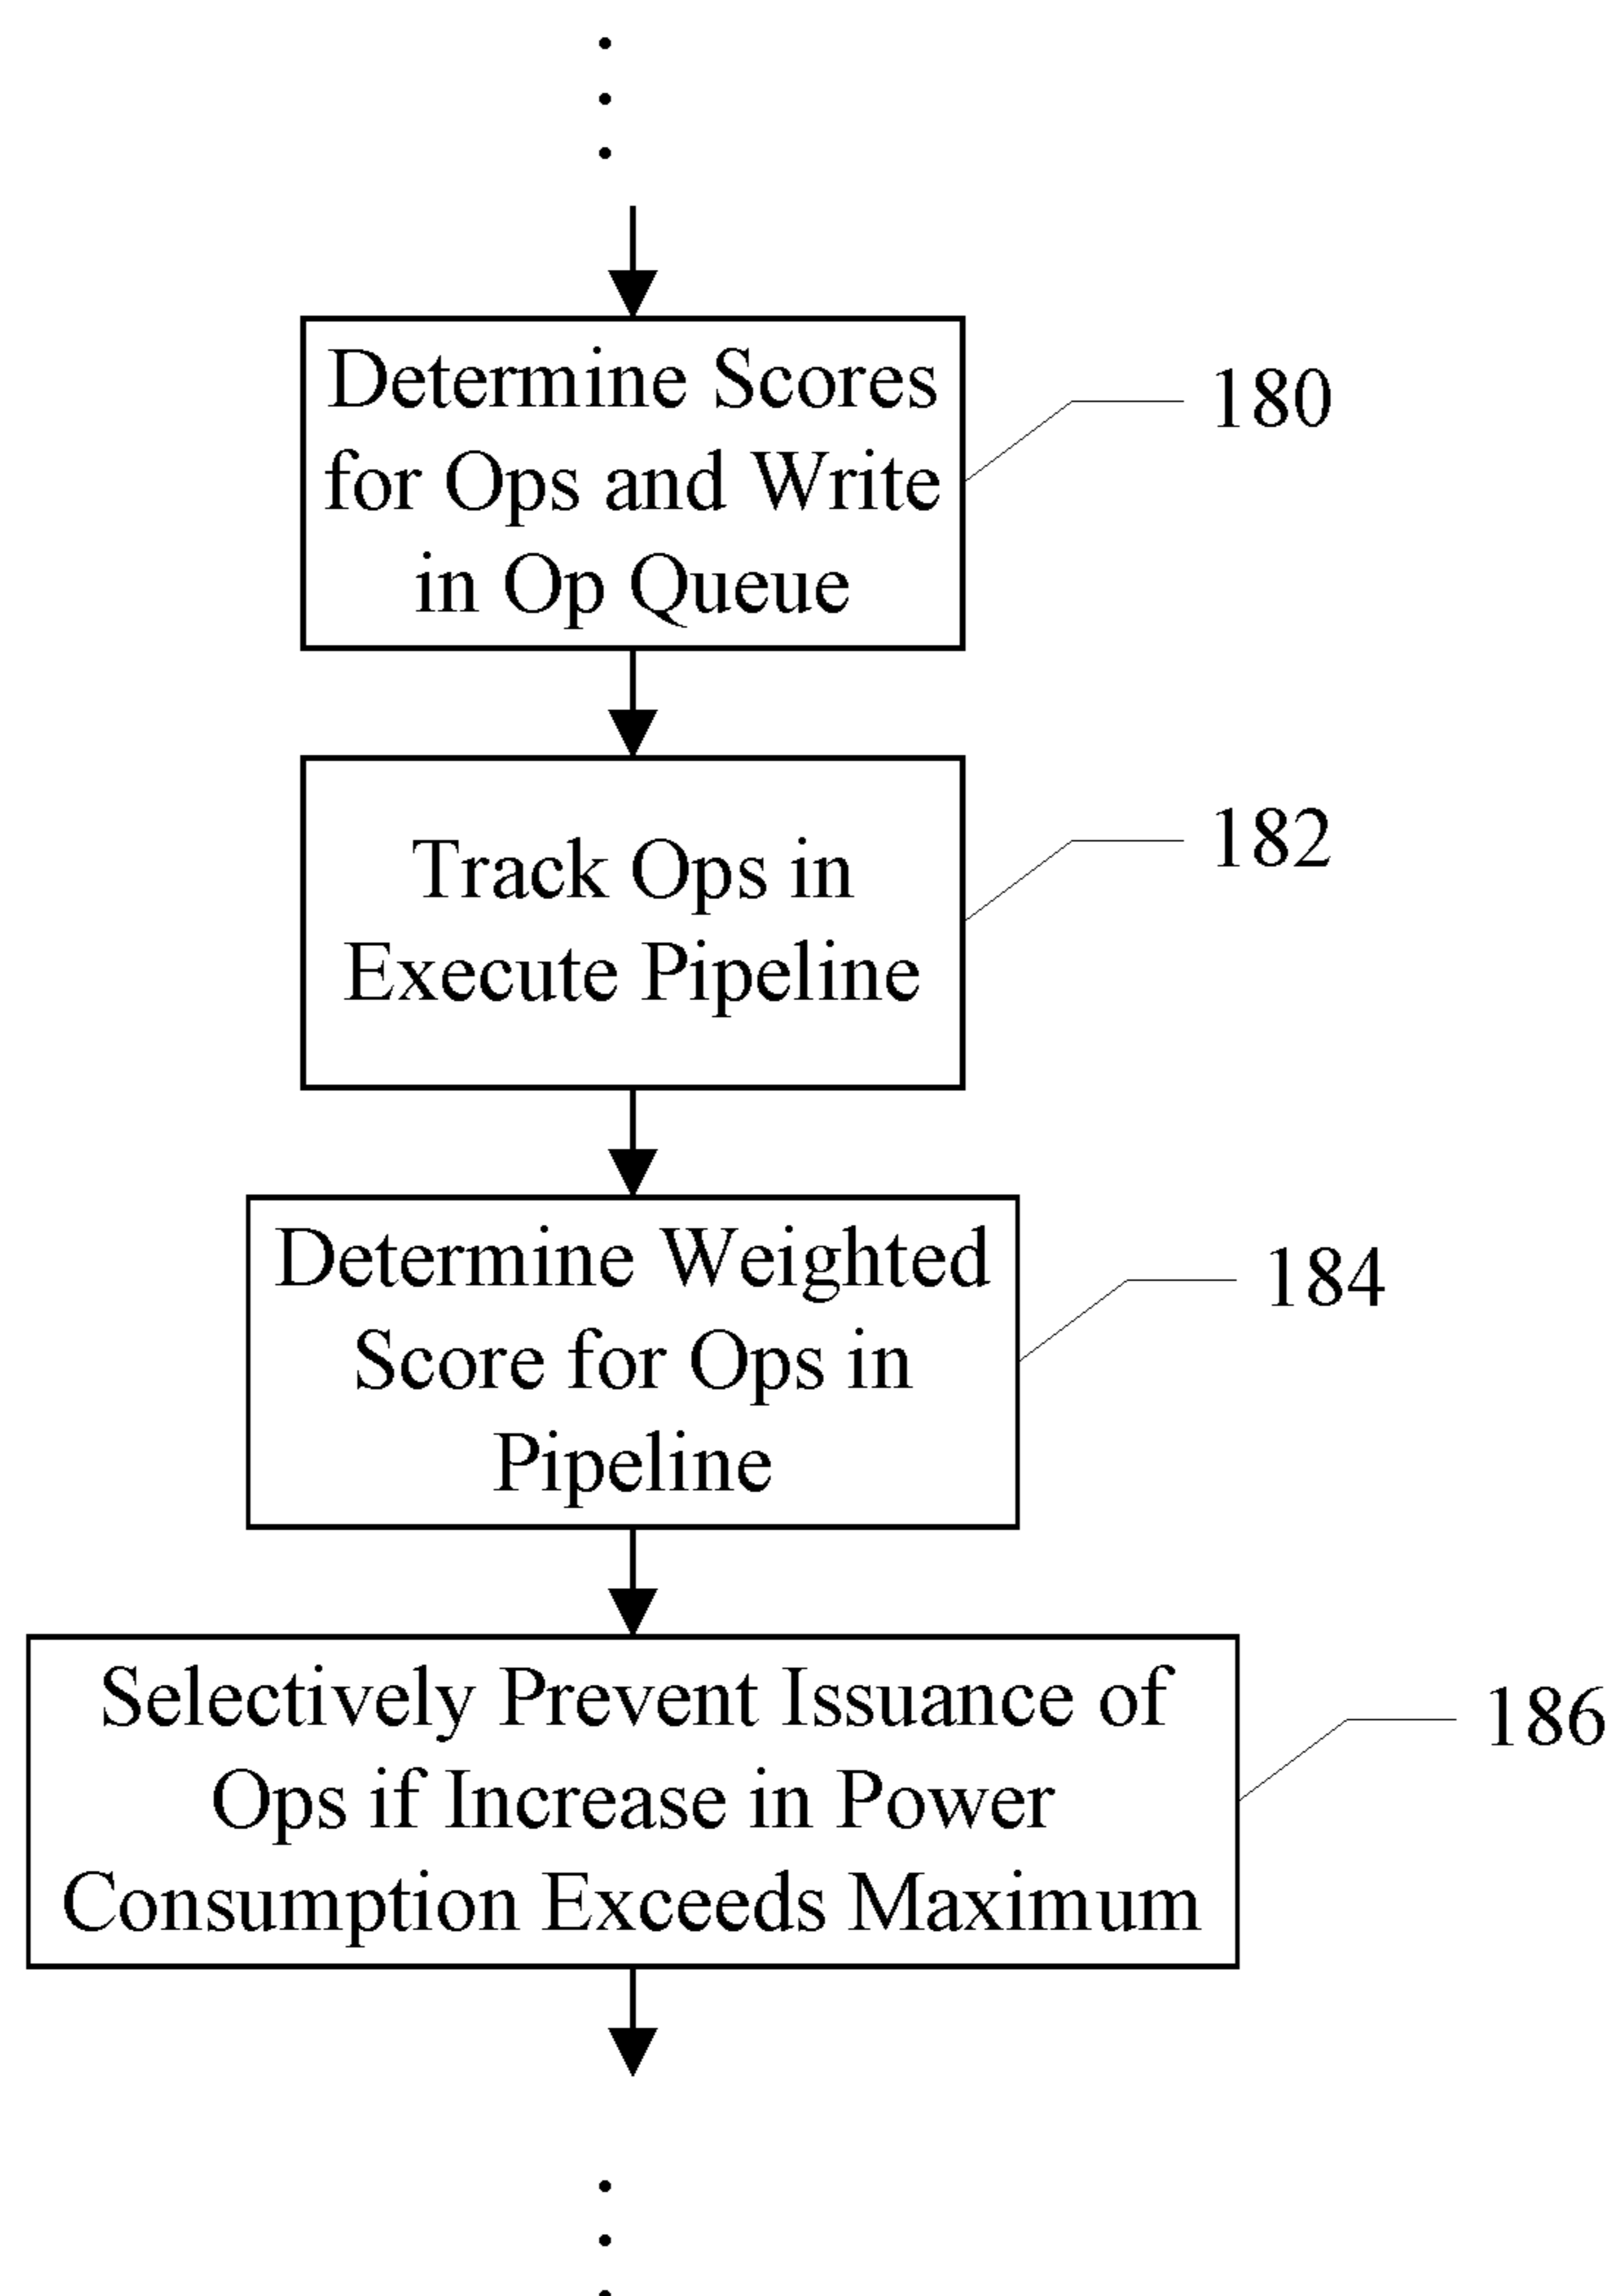 Determine Scores
for Ops and Write
in Op Queue
180
Track Ops in
Execute Pipeline
182
Determine Weighted
Score for Ops in
Pipeline
184
Selectively Prevent Issuance of
Ops if Increase in Power
Consumption Exceeds Maximum
186